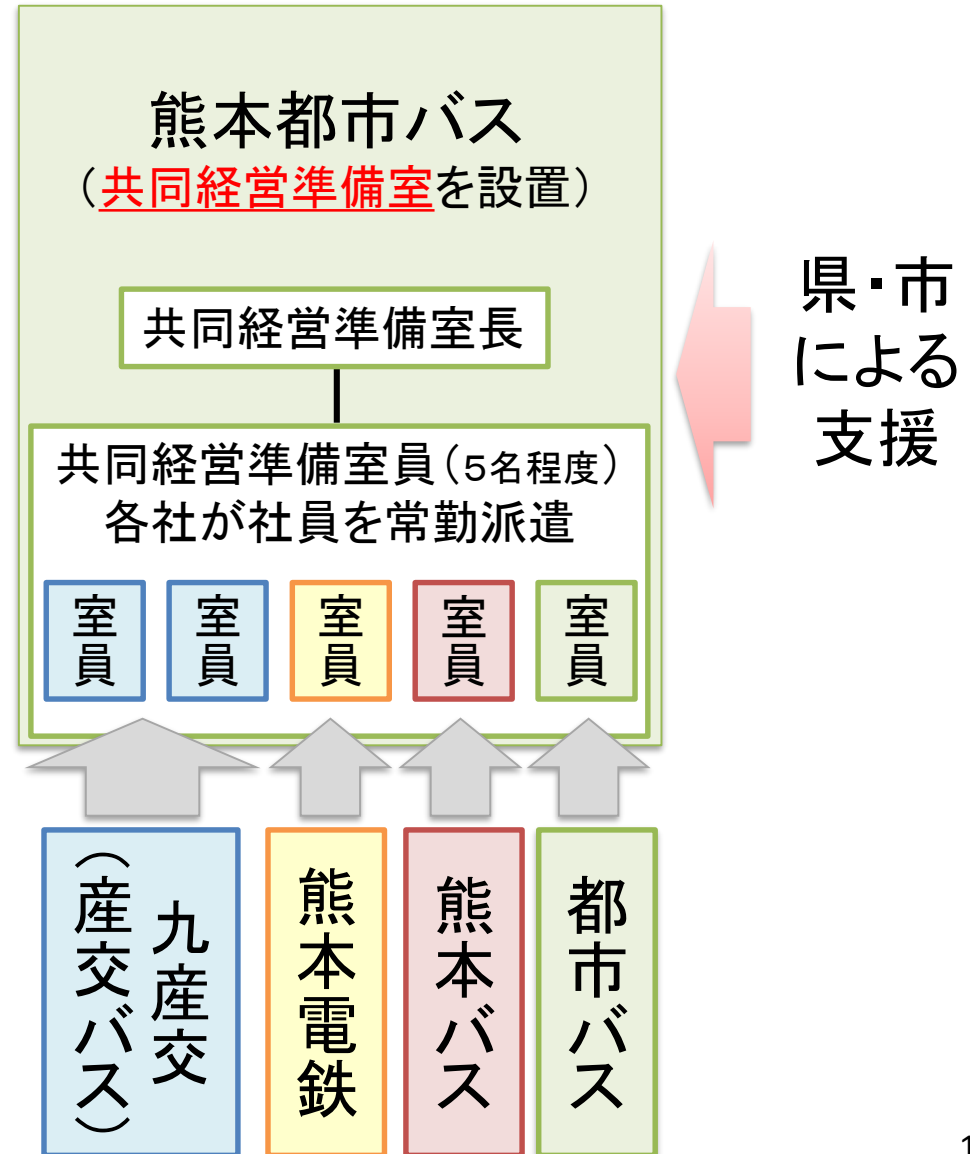 熊本都市バス
（共同経営準備室を設置）
共同経営準備室長
共同経営準備室員（5名程度）
各社が社員を常勤派遣
室員
室員
室員
室員
室員
県・市
による
支援
九産交
（産交バス）
熊本電鉄
熊本バス
都市バス
1